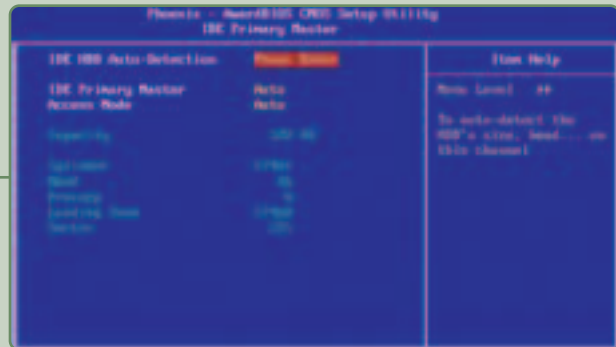 Phoenix - AwardBIOS CMOS Setup Utility
IDE Primary Master
IDE HDD Auto-Detection Press Enter
Item Help
IDE Primary Master Auto
Access Mode Auto
Menu Level
To auto-detect the
HDD's size, head... on
this channel
Capacity
Cylinder
Head
Precomp
Landing Zone
Sector